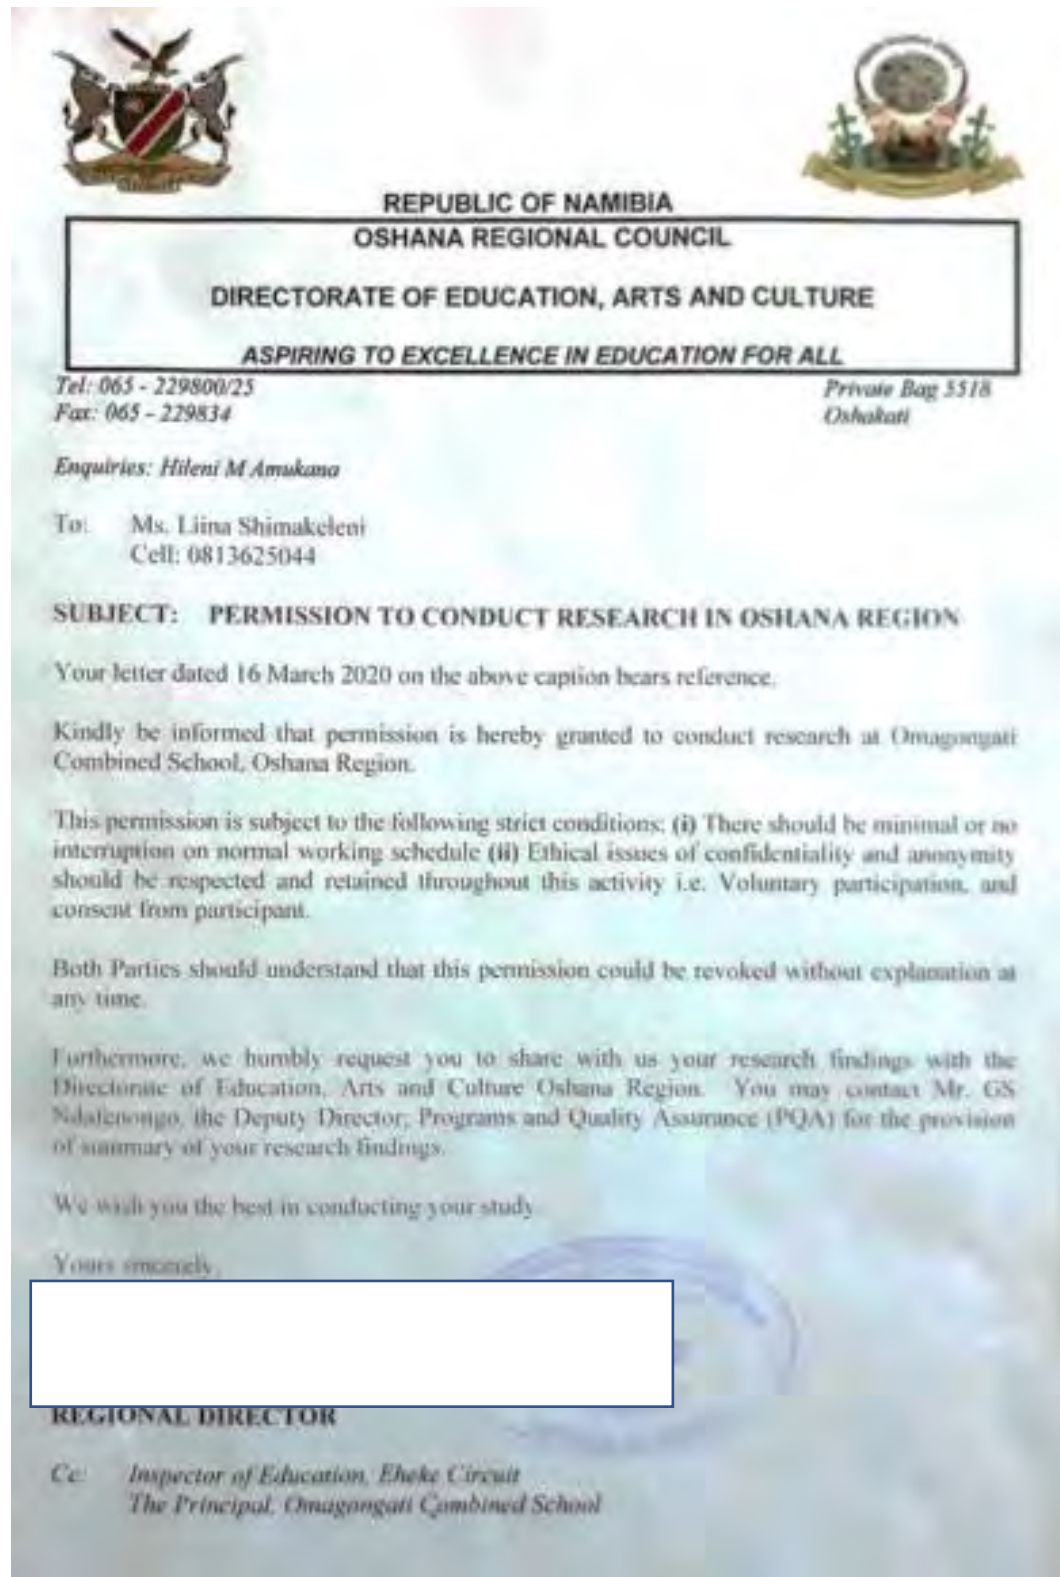 REPUBLIC OF NAMIBIA
OSHANA REGIONAL COUNCIL
DIRECTORATE OF EDUCATION, ARTS AND CULTURE
ASPIRING TO EXCELLENCE IN EDUCATION FOR ALL
Tel: 065 - 229800/25
Fax: 065 - 229834
Private Bag 5518
Oshakati
Enquiries: Hileni M Amukana
To: Ms. Liina Shimakeleni
Cell: 0813625044
SUBJECT: PERMISSION TO CONDUCT RESEARCH IN OSHANA REGION
Your letter dated 16 March 2020 on the above caption bears reference.
Kindly be informed that permission is hereby granted to conduct research at Omagongati
Combined School, Oshana Region.
This permission is subject to the following strict conditions; (i) There should be minimal or no
interruption on normal working schedule (ii) Ethical issues of confidentiality and anonymity
should be respected and retained throughout this activity i.e. Voluntary participation, and
consent from participant.
Both Parties should understand that this permission could be revoked without explanation at
any time.
Furthermore, we humbly request you to share with us your research findings with the
Directorate of Education, Arts and Culture Oshana Region. You may contact Mr. GS
the Deputy Director; Programs and Quality Assurance (PQA) for the provision
of summary of your research findings.
We wish you the best in conducting your study.
Yours sincerely,
REGIONAL DIRECTOR
Cc: Inspector of Education, Eheke Circuit
The Principal, Omagongati Combined School